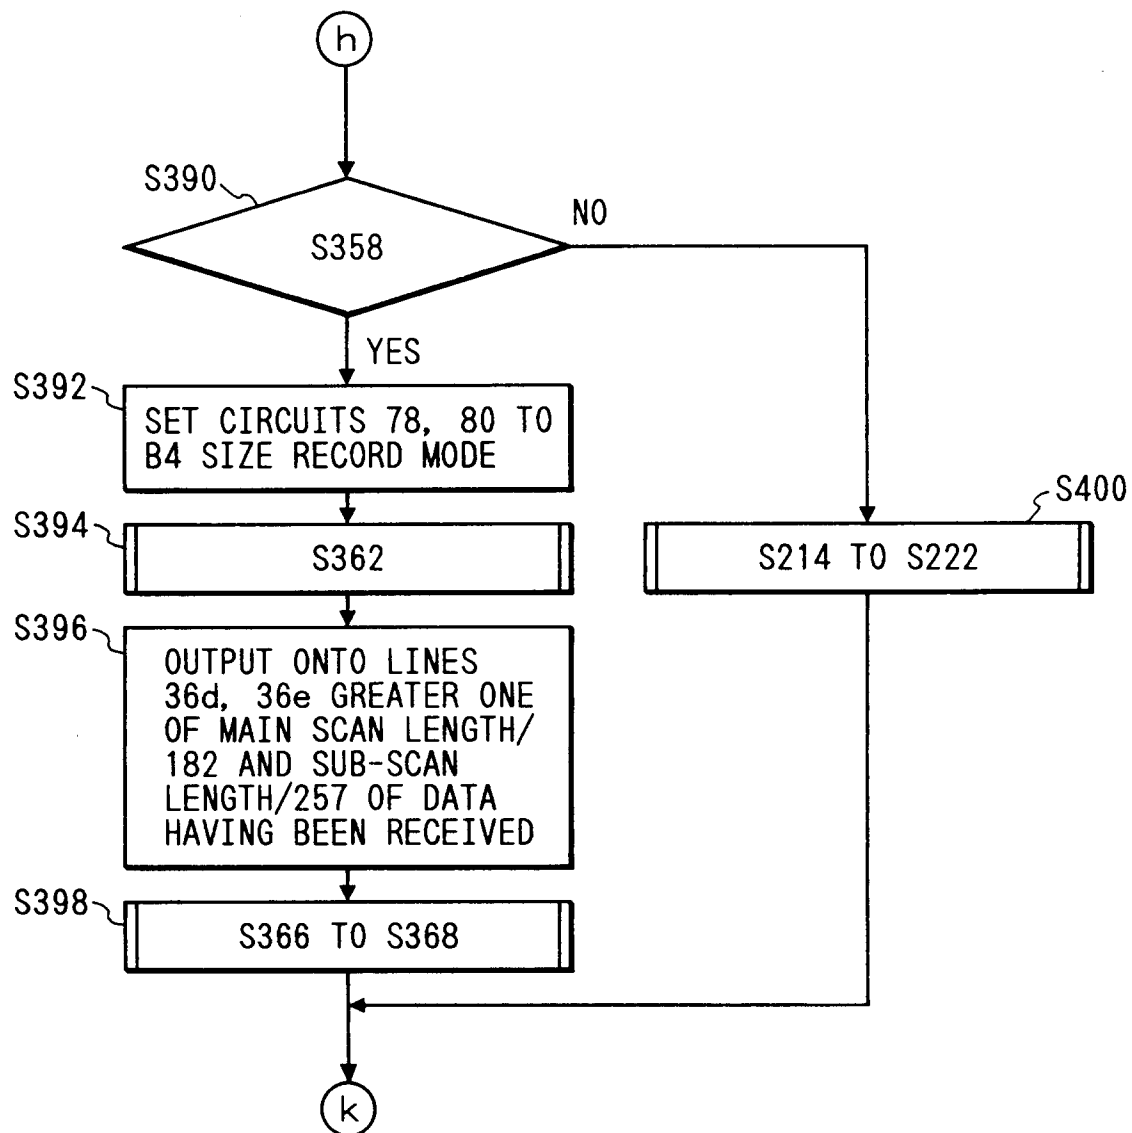 h
S390
S358
NO
YES
S392
SET CIRCUITS 78, 80 TO
B4 SIZE RECORD MODE
S394
S362
S400
S214 TO S222
S396
OUTPUT ONTO LINES
36d, 36e GREATER ONE
OF MAIN SCAN LENGTH/
182 AND SUB-SCAN
LENGTH/257 OF DATA
HAVING BEEN RECEIVED
S398
S366 TO S368
k